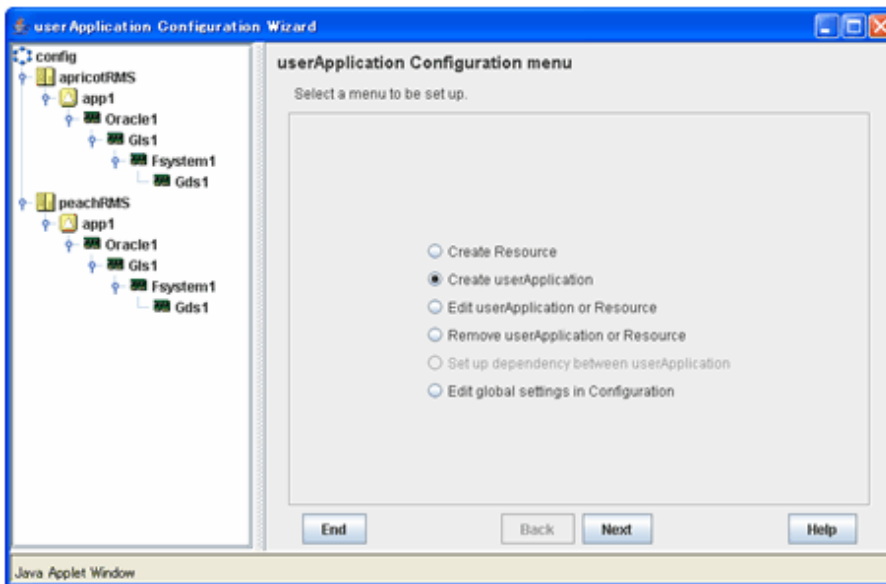 userApplication Configuration Wizard
config
apricotRMS
app1
Oracle1
Gls1
Fsystem1
Gds1
peachRMS
app1
Oracle1
Gls1
Fsystem1
Gds1
userApplication Configuration menu
Select a menu to be set up.
Create Resource
Create userApplication
Edit userApplication or Resource
Remove userApplication or Resource
Set up dependency between userApplication
Edit global settings in Configuration
End
Back
Next
Help
Java Applet Window